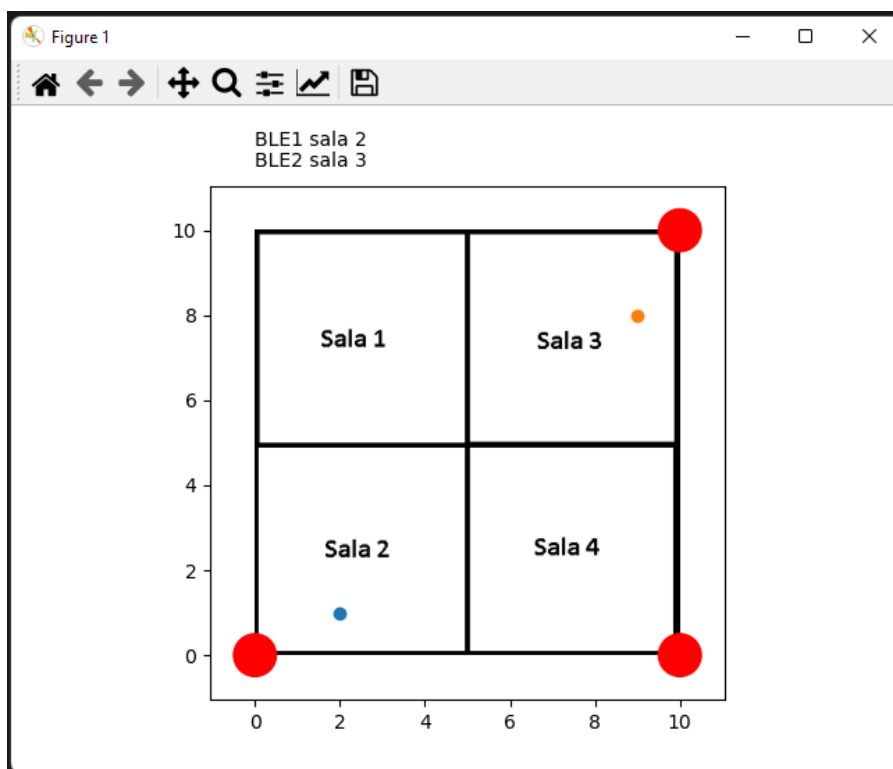 Figure 1
BLE1 sala 2
BLE2 sala 3
10
8
6
4
2
0
Sala 1
Sala 3
Sala 2
Sala 4
0 2 4 6 8 10